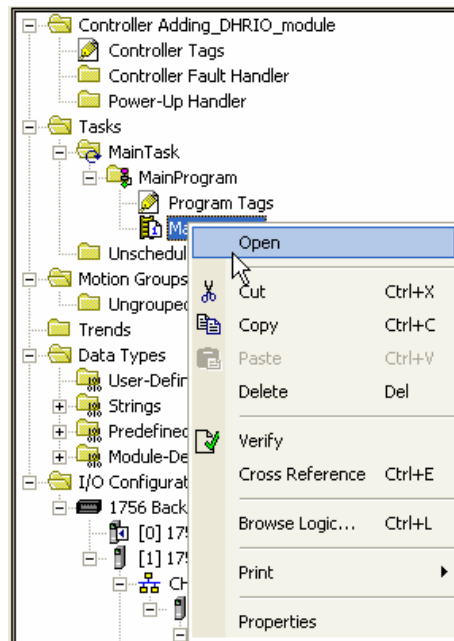 Controller Adding_DHRIO_module
Controller Tags
Controller Fault Handler
Power-Up Handler
Tasks
MainTask
MainProgram
Program Tags
Ma
Unschedul
Motion Groups
Ungrouped
Trends
Data Types
User-Defin
Strings
Predefined
Module-De
I/O Configurat
1756 Back
[0] 175
[1] 175
CH
Open
Cut Ctrl+X
Copy Ctrl+C
Paste Ctrl+V
Delete Del
Verify
Cross Reference Ctrl+E
Browse Logic... Ctrl+L
Print
Properties